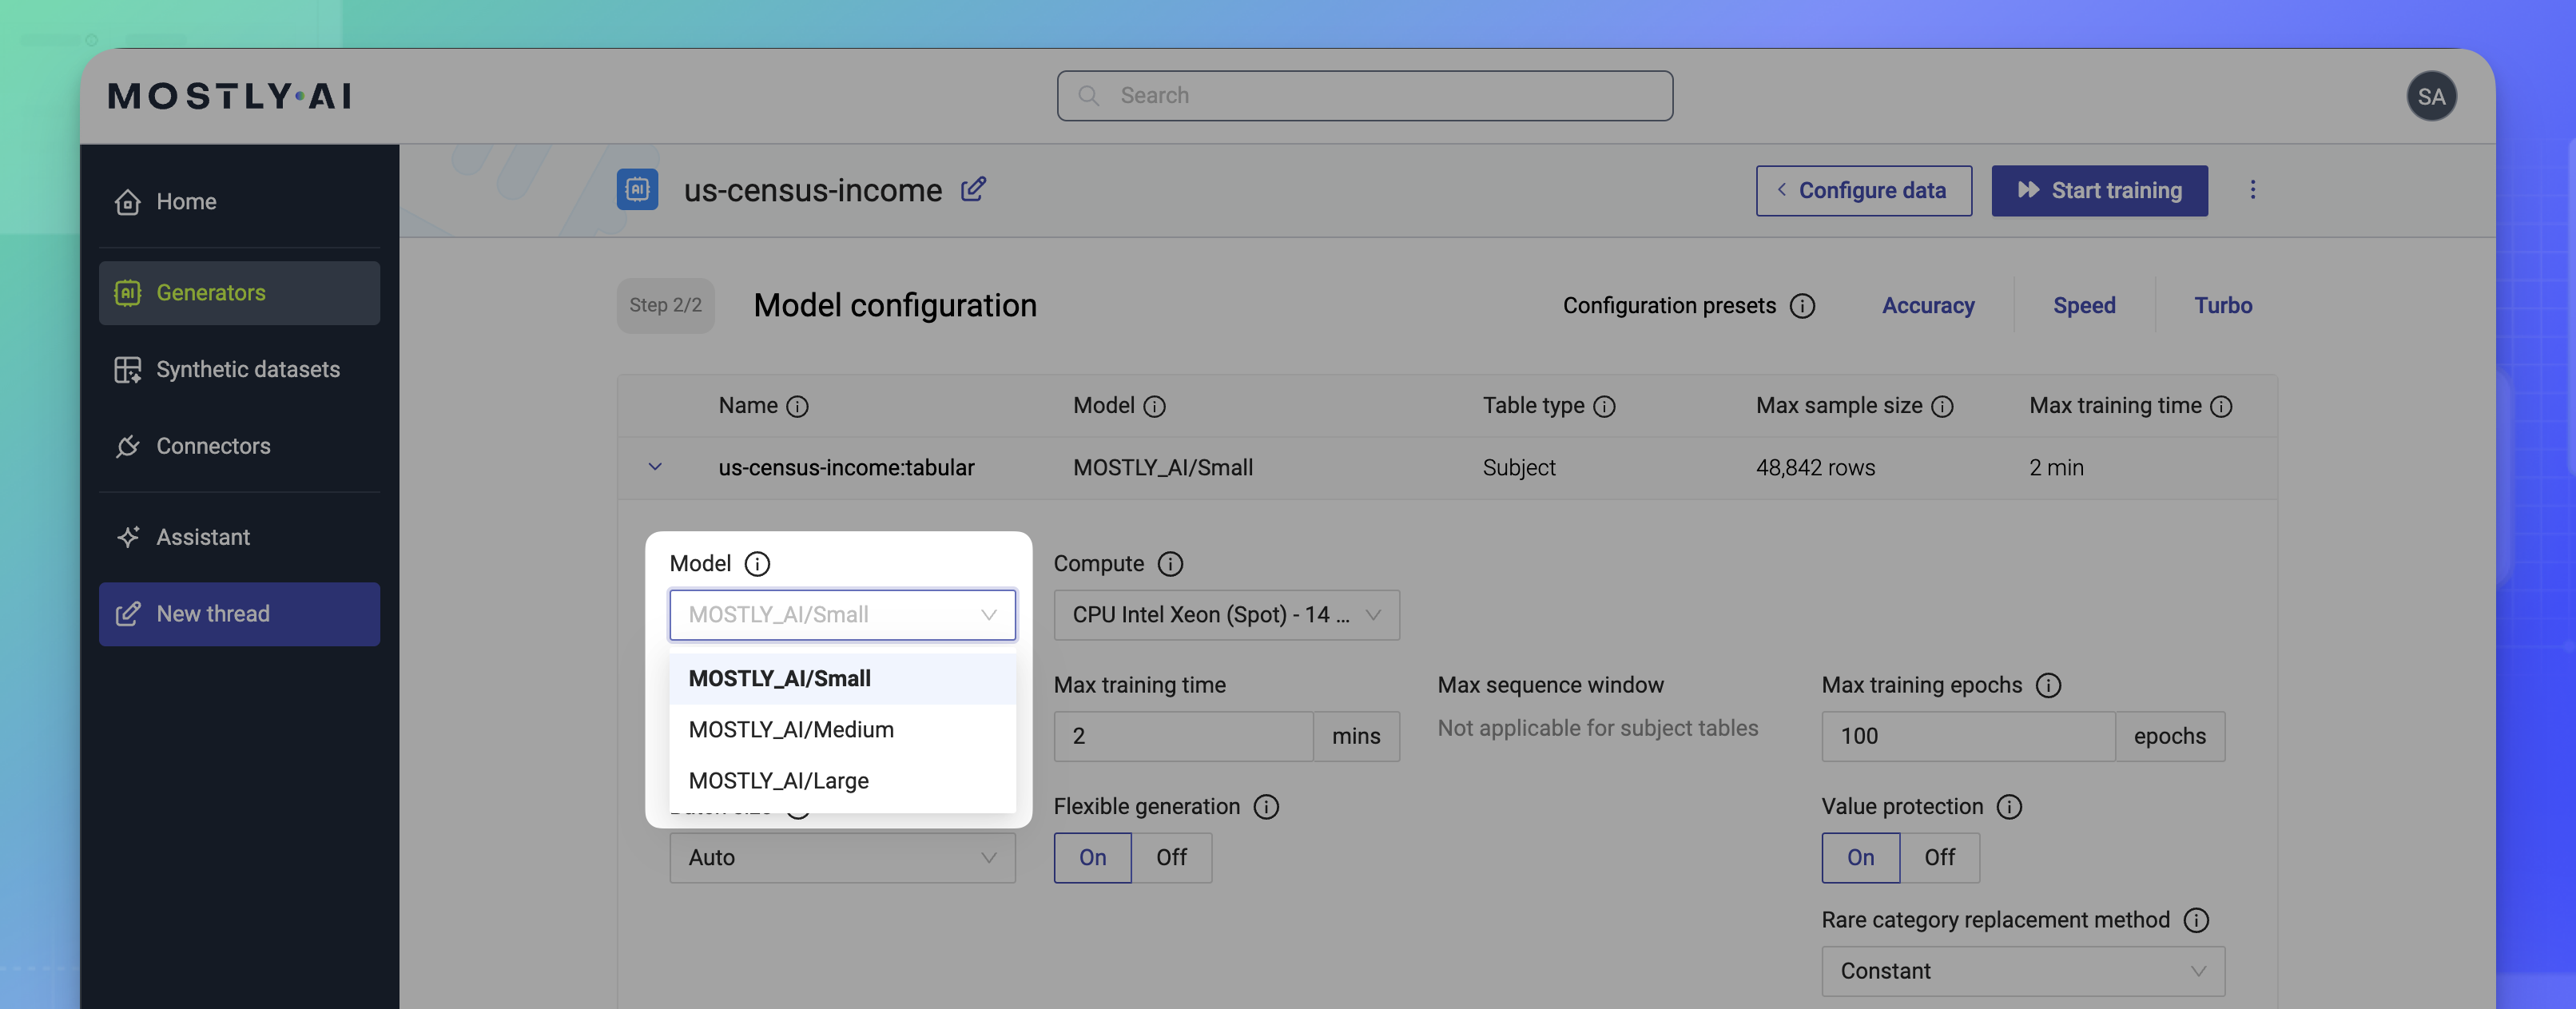 MOSTLY·AI
Search
SA
Home
Generators
Synthetic datasets
Connectors
Assistant
New thread
us-census-income
Configure data
Start training
Step 2/2
Model configuration
Configuration presets
Accuracy
Speed
Turbo
Name
Model
Table type
Max sample size
Max training time
us-census-income:tabular
MOSTLY_AI/Small
Subject
48,842 rows
2 min
Model
MOSTLY_AI/Small
MOSTLY_AI/Small
MOSTLY_AI/Medium
MOSTLY_AI/Large
Compute
CPU Intel Xeon (Spot) - 14 ...
Max training time
2 mins
Max sequence window
Not applicable for subject tables
Max training epochs
100 epochs
Auto
Flexible generation
On Off
Value protection
On Off
Rare category replacement method
Constant